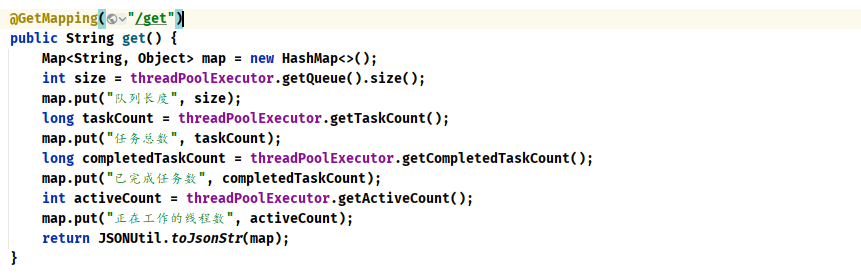 @GetMapping("/get")
public String get() {
    Map<String, Object> map = new HashMap<>();
    int size = threadPoolExecutor.getQueue().size();
    map.put("队列长度", size);
    long taskCount = threadPoolExecutor.getTaskCount();
    map.put("任务总数", taskCount);
    long completedTaskCount = threadPoolExecutor.getCompletedTaskCount();
    map.put("已完成任务数", completedTaskCount);
    int activeCount = threadPoolExecutor.getActiveCount();
    map.put("正在工作的线程数", activeCount);
    return JSONUtil.toJsonStr(map);
}